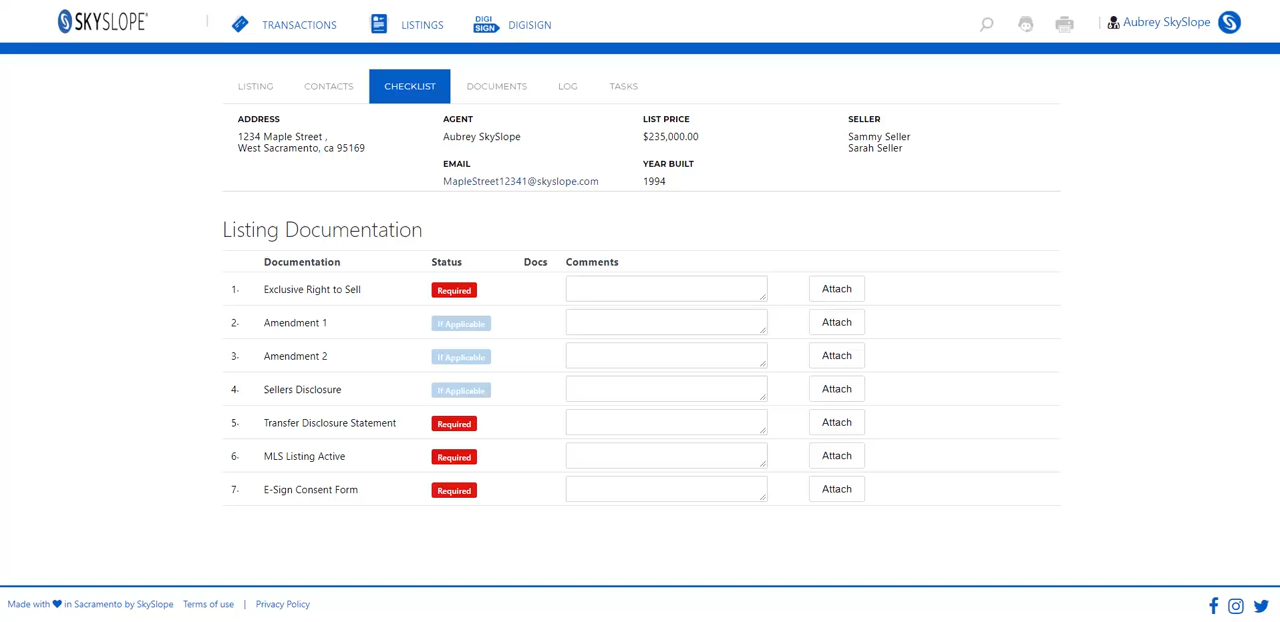 SKYSLOPE®
TRANSACTIONS
LISTINGS
DIGI SIGN
DIGISIGN
Aubrey SkySlope
LISTING CONTACTS CHECKLIST DOCUMENTS LOG TASKS
ADDRESS
1234 Maple Street ,
West Sacramento, ca 95169
AGENT
Aubrey SkySlope
EMAIL
MapleStreet12341@skyslope.com
LIST PRICE
$235,000.00
YEAR BUILT
1994
SELLER
Sammy Seller
Sarah Seller
Listing Documentation
Documentation Status Docs Comments
1. Exclusive Right to Sell Required Attach
2. Amendment 1 If Applicable Attach
3. Amendment 2 If Applicable Attach
4. Sellers Disclosure If Applicable Attach
5. Transfer Disclosure Statement Required Attach
6. MLS Listing Active Required Attach
7. E-Sign Consent Form Required Attach
Made with in Sacramento by SkySlope Terms of use | Privacy Policy